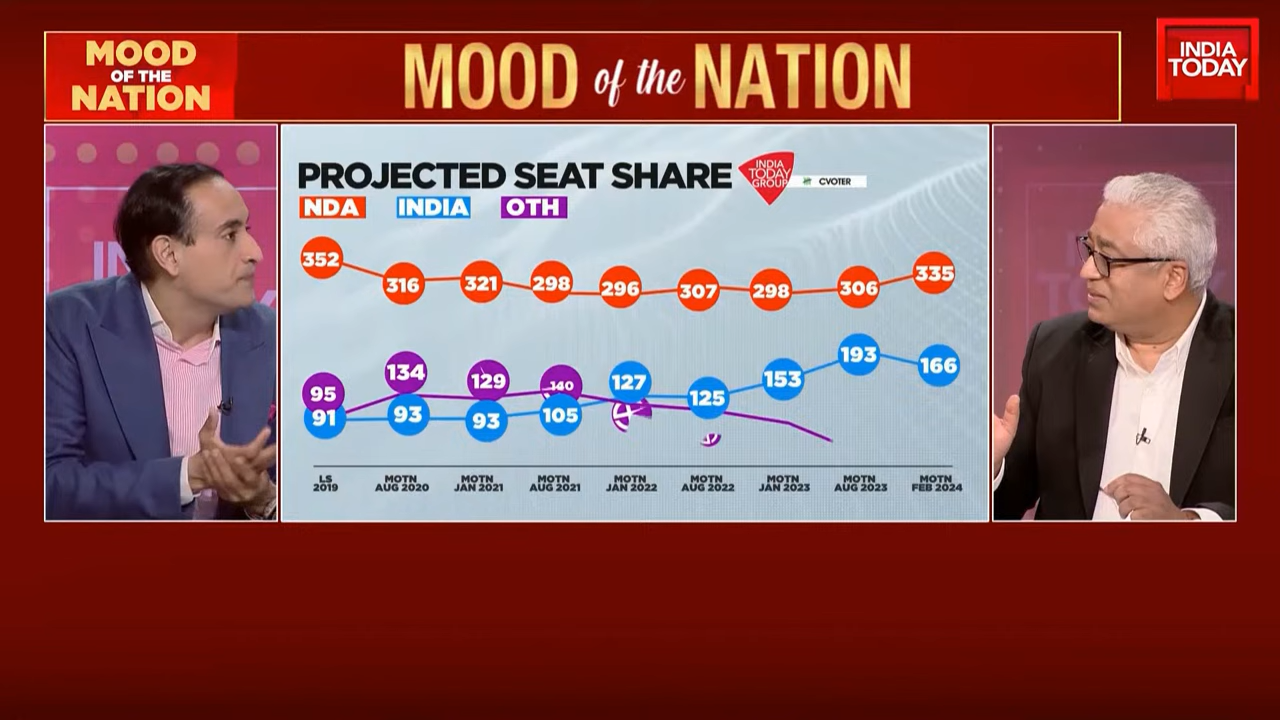 MOOD
OF THE
NATION
MOOD of the NATION
INDIA
TODAY
PROJECTED SEAT SHARE
INDIA
TODAY
GROUP
CVOTER
NDA INDIA OTH
352 316 321 298 296 307 298 306 335
95 134 129 140 127 125 153 193 166
91 93 93 105
LS
2019
MOTN
AUG 2020
MOTN
JAN 2021
MOTN
AUG 2021
MOTN
JAN 2022
MOTN
AUG 2022
MOTN
JAN 2023
MOTN
AUG 2023
MOTN
FEB 2024